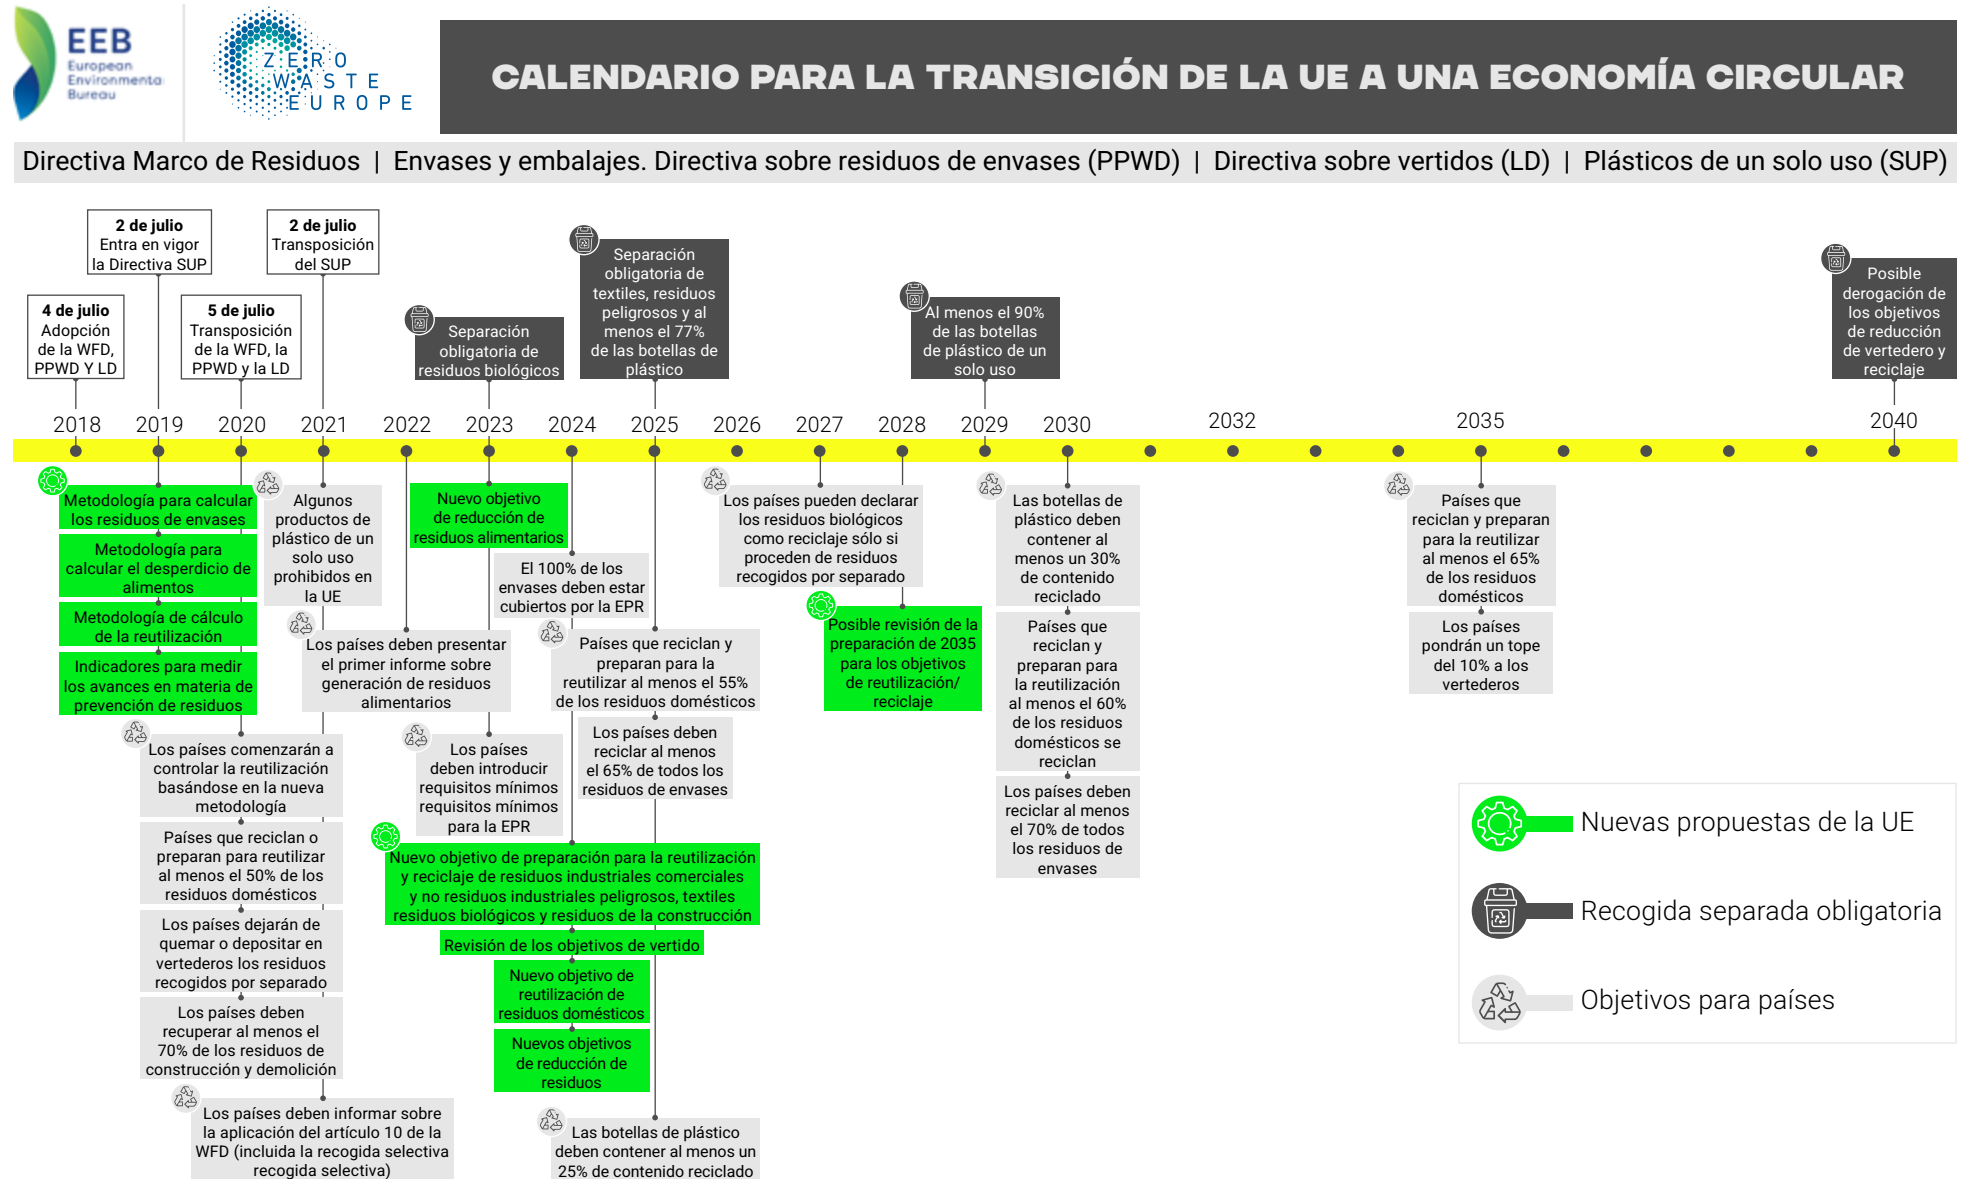 EEB
European
Environmental
Bureau
ZERO
WASTE
EUROPE
CALENDARIO PARA LA TRANSICIÓN DE LA UE A UNA ECONOMÍA CIRCULAR
Directiva Marco de Residuos | Envases y embalajes. Directiva sobre residuos de envases (PPWD) | Directiva sobre vertidos (LD) | Plásticos de un solo uso (SUP)
4 de julio
Adopción
de la WFD,
PPWD Y LD
2 de julio
Entra en vigor
la Directiva SUP
5 de julio
Transposición
de la WFD, la
PPWD y la LD
2 de julio
Transposición
del SUP
Separación
obligatoria de
residuos biológicos
Separación
obligatoria de
textiles, residuos
peligrosos y al
menos el 77%
de las botellas de
plástico
Al menos el 90%
de las botellas
de plástico de un
solo uso
Posible
derogación de
los objetivos
de reducción
de vertedero y
reciclaje
2018 2019 2020 2021 2022 2023 2024 2025 2026 2027 2028 2029 2030 2032 2035 2040
Metodología para calcular
los residuos de envases
Metodología para
calcular el desperdicio de
alimentos
Metodología de cálculo
de la reutilización
Indicadores para medir
los avances en materia de
prevención de residuos
Los países comenzarán a
controlar la reutilización
basándose en la nueva
metodología
Países que reciclan o
preparan para reutilizar
al menos el 50% de los
residuos domésticos
Los países dejarán de
quemar o depositar en
vertederos los residuos
recogidos por separado
Los países deben
recuperar al menos el
70% de los residuos de
construcción y demolición
Algunos
productos de
plástico de un
solo uso
prohibidos en
la UE
Los países deben informar sobre
la aplicación del artículo 10 de la
WFD (incluida la recogida selectiva
recogida selectiva)
Los países deben presentar
el primer informe sobre
generación de residuos
alimentarios
Nuevo objetivo
de reducción de
residuos alimentarios
Los países
deben introducir
requisitos mínimos
requisitos mínimos
para la EPR
El 100% de los
envases deben estar
cubiertos por la EPR
Nuevo objetivo de preparación para la reutilización
y reciclaje de residuos industriales comerciales
y no residuos industriales peligrosos, textiles
residuos biológicos y residuos de la construcción
Revisión de los objetivos de vertido
Nuevo objetivo de
reutilización de
residuos domésticos
Nuevos objetivos
de reducción de
residuos
Países que reciclan y
preparan para la
reutilizar al menos el 55%
de los residuos domésticos
Los países deben
reciclar al menos
el 65% de todos los
residuos de envases
Las botellas de plástico
deben contener al menos un
25% de contenido reciclado
Los países pueden declarar
los residuos biológicos
como reciclaje sólo si
proceden de residuos
recogidos por separado
Posible revisión de la
preparación de 2035
para los objetivos
de reutilización/
reciclaje
Las botellas de
plástico deben
contener al
menos un 30%
de contenido
reciclado
Países que
reciclan y
preparan para
la reutilización
al menos el 60%
de los residuos
domésticos se
reciclan
Los países deben
reciclar al menos
el 70% de todos
los residuos de
envases
Países que
reciclan y preparan
para la reutilizar
al menos el 65%
de los residuos
domésticos
Los países
pondrán un tope
del 10% a los
vertederos
Nuevas propuestas de la UE
Recogida separada obligatoria
Objetivos para países